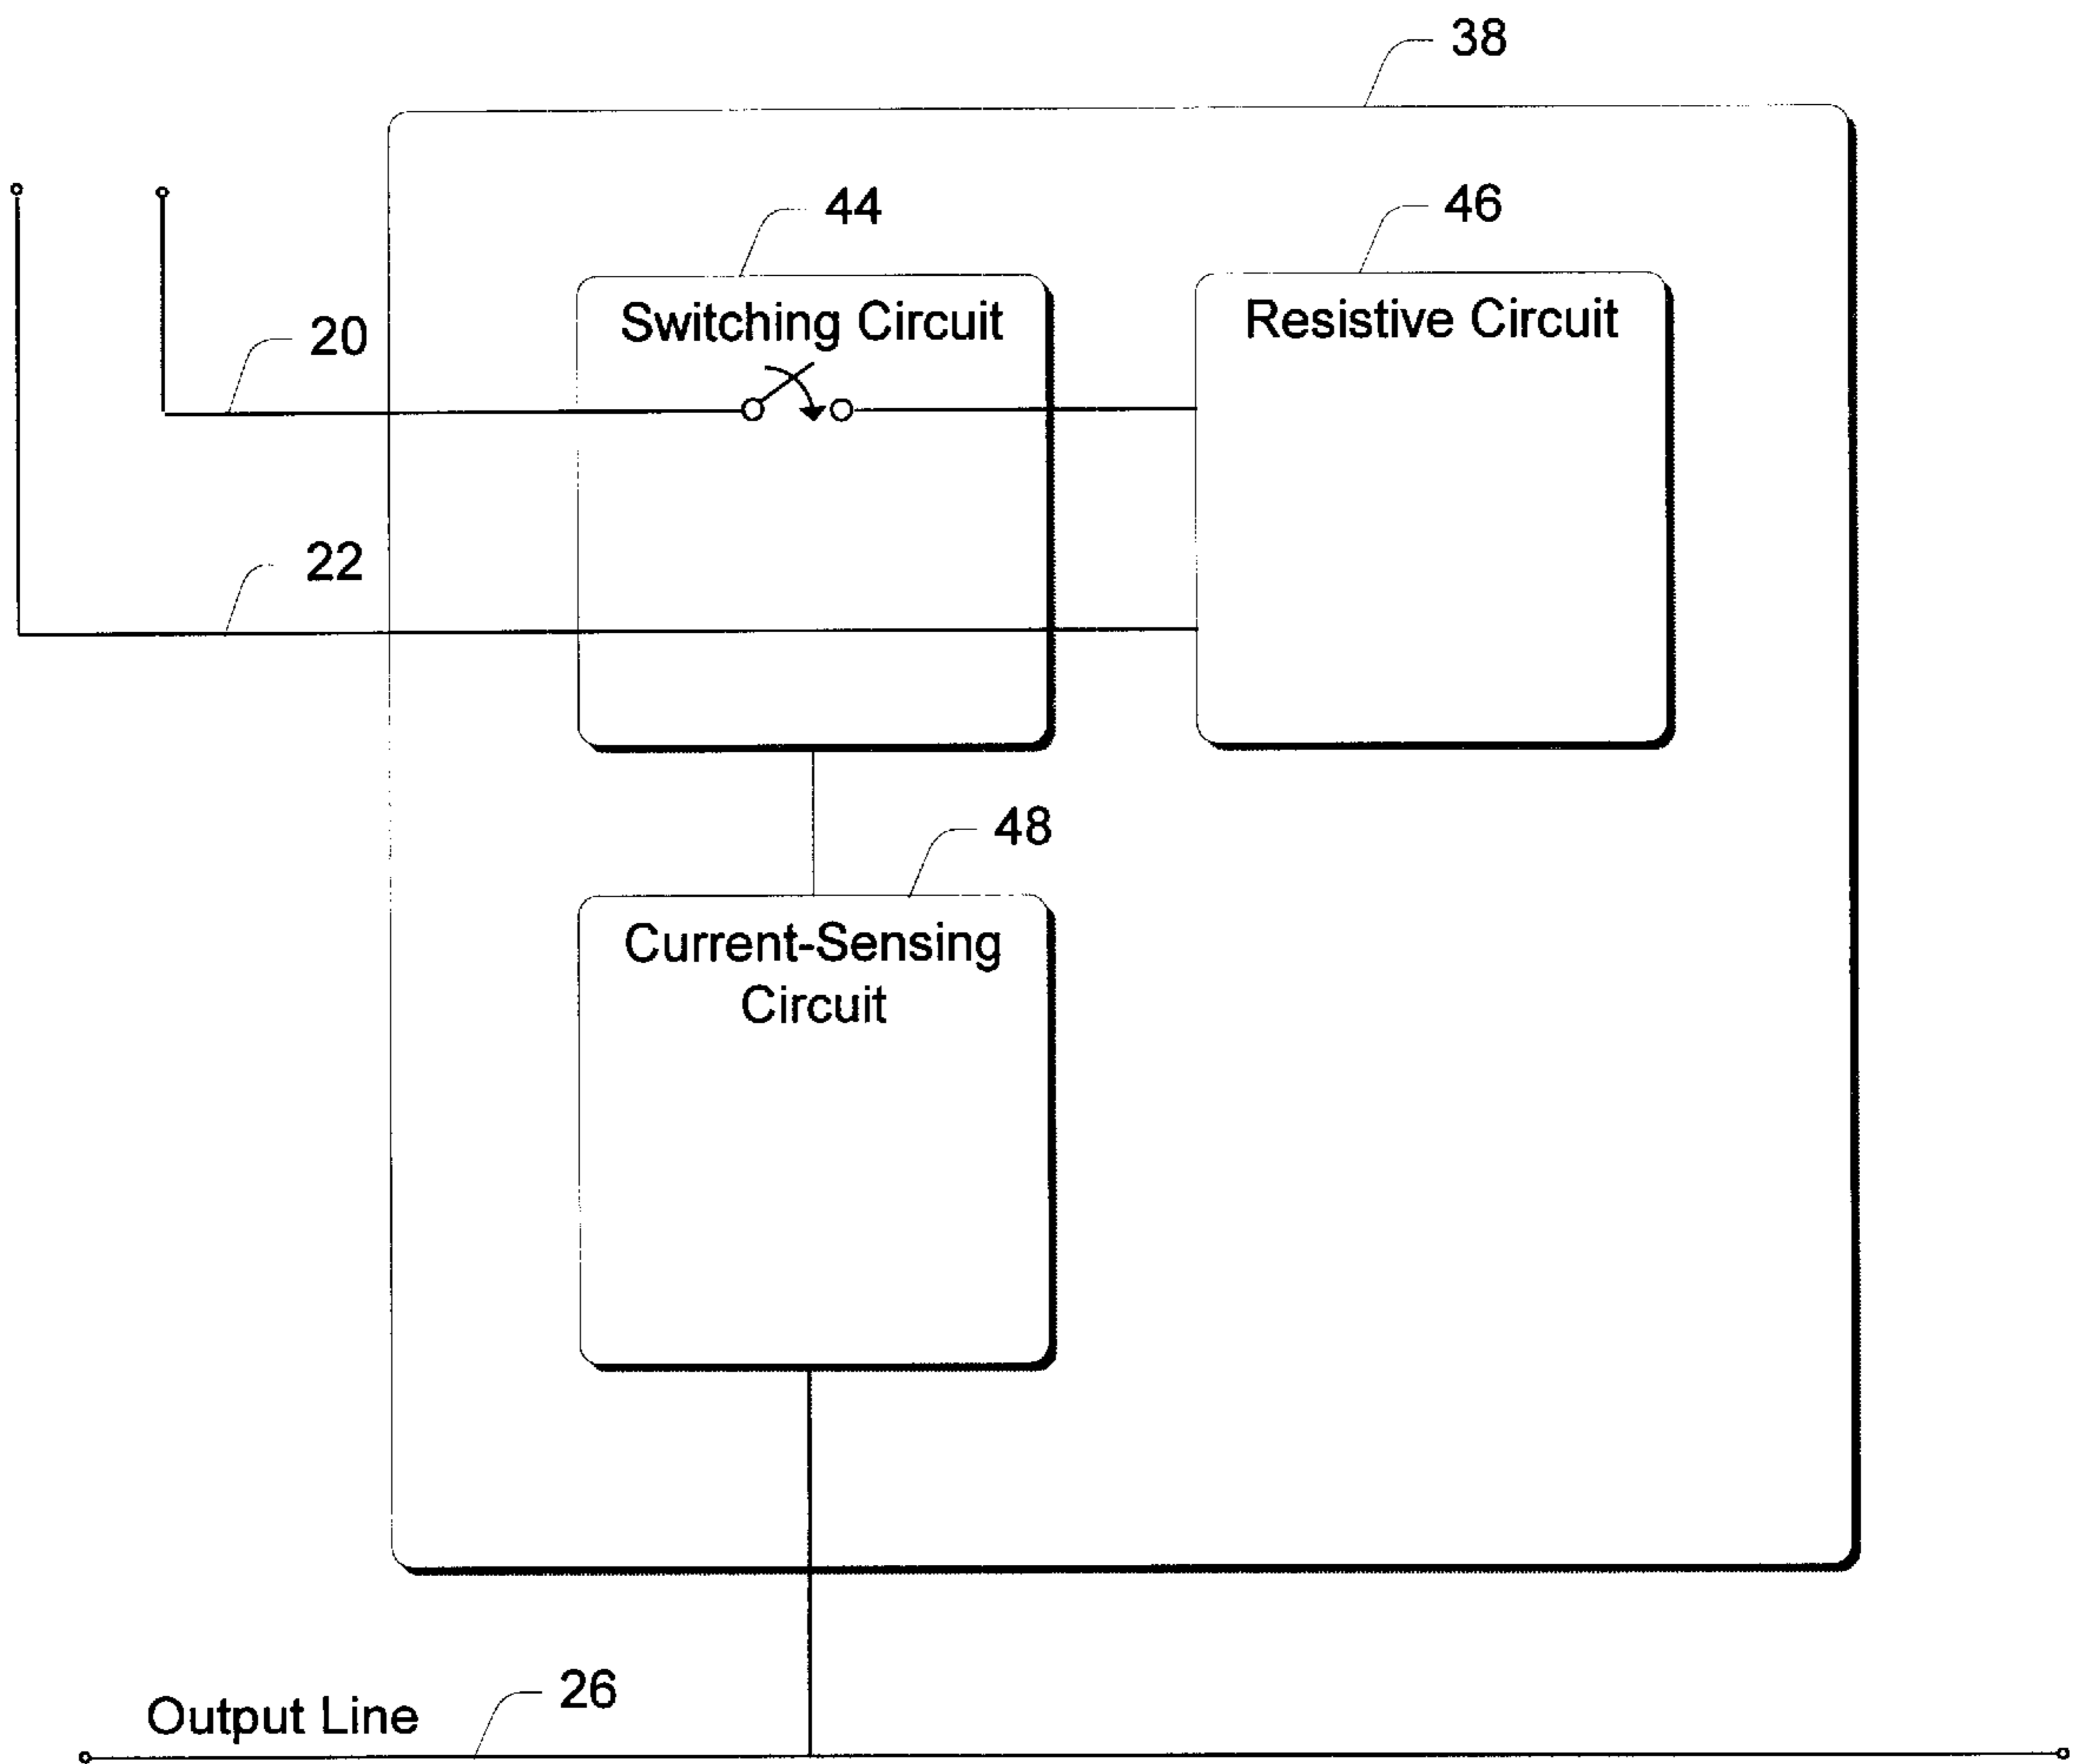 38
44
46
Switching Circuit
Resistive Circuit
20
22
48
Current-Sensing
Circuit
26
Output Line